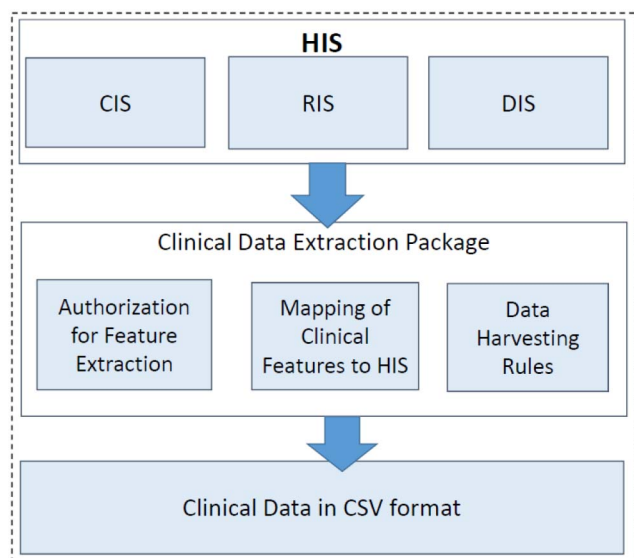 HIS
CIS
RIS
DIS
Clinical Data Extraction Package
Authorization
for Feature
Extraction
Mapping of
Clinical
Features to HIS
Data
Harvesting
Rules
Clinical Data in CSV format